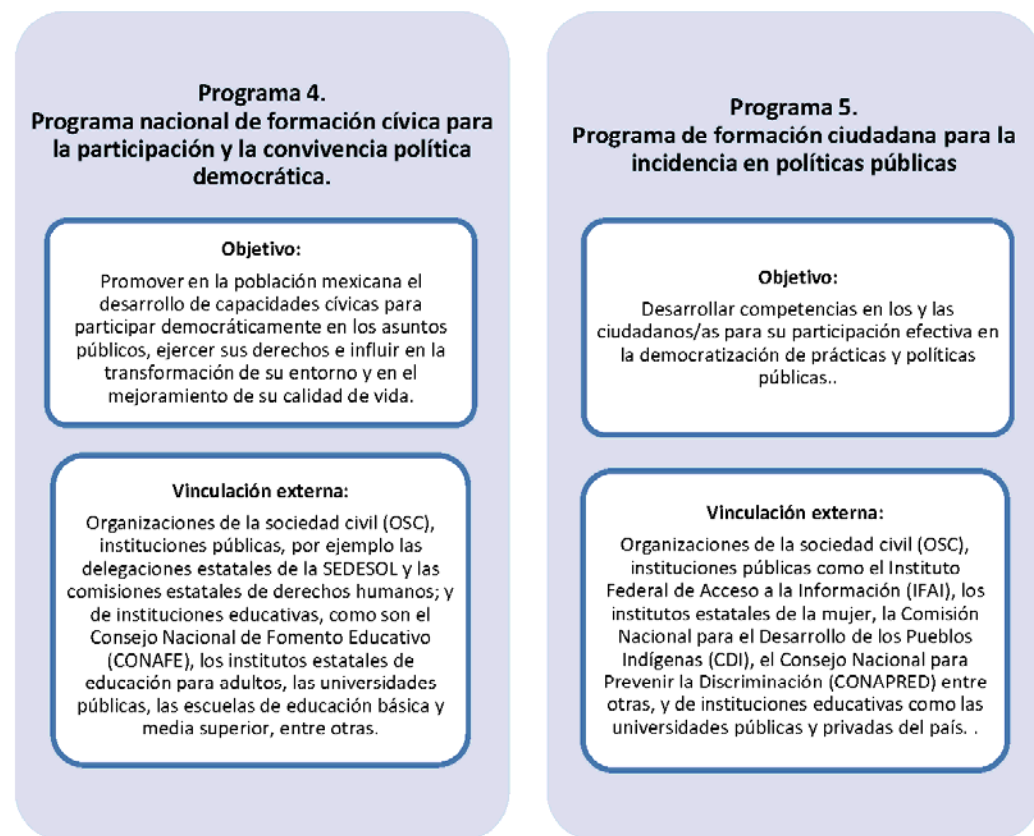 Programa 4.
Programa nacional de formación cívica para
la participación y la convivencia política
democrática.
Objetivo:
Promover en la población mexicana el
desarrollo de capacidades cívicas para
participar democráticamente en los asuntos
públicos, ejercer sus derechos e influir en la
transformación de su entorno y en el
mejoramiento de su calidad de vida.
Vinculación externa:
Organizaciones de la sociedad civil (OSC),
instituciones públicas, por ejemplo las
delegaciones estatales de la SEDESOL y las
comisiones estatales de derechos humanos; y
de instituciones educativas, como son el
Consejo Nacional de Fomento Educativo
(CONAFE), los institutos estatales de
educación para adultos, las universidades
públicas, las escuelas de educación básica y
media superior, entre otras.
Programa 5.
Programa de formación ciudadana para la
incidencia en políticas públicas
Objetivo:
Desarrollar competencias en los y las
ciudadanos/as para su participación efectiva en
la democratización de prácticas y políticas
públicas..
Vinculación externa:
Organizaciones de la sociedad civil (OSC),
instituciones públicas como el Instituto
Federal de Acceso a la Información (IFAI), los
institutos estatales de la mujer, la Comisión
Nacional para el Desarrollo de los Pueblos
Indígenas (CDI), el Consejo Nacional para
Prevenir la Discriminación (CONAPRED) entre
otras, y de instituciones educativas como las
universidades públicas y privadas del país. .